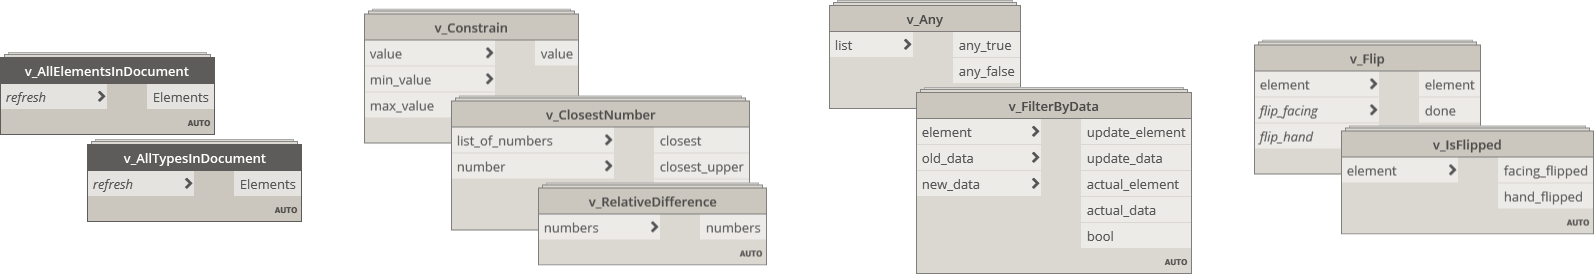 v_AllElementsInDocument
refresh Elements
AUTO
v_AllTypesInDocument
refresh Elements
AUTO
v_Constrain
value value
min_value
max_value
v_ClosestNumber
list_of_numbers closest
number closest_upper
v_RelativeDifference
numbers numbers
AUTO
v_Any
list any_true
any_false
v_FilterByData
element update_element
old_data update_data
new_data actual_element
actual_data
bool
AUTO
v_Flip
element element
flip_facing done
flip_hand
v_IsFlipped
element facing_flipped
hand_flipped
AUTO